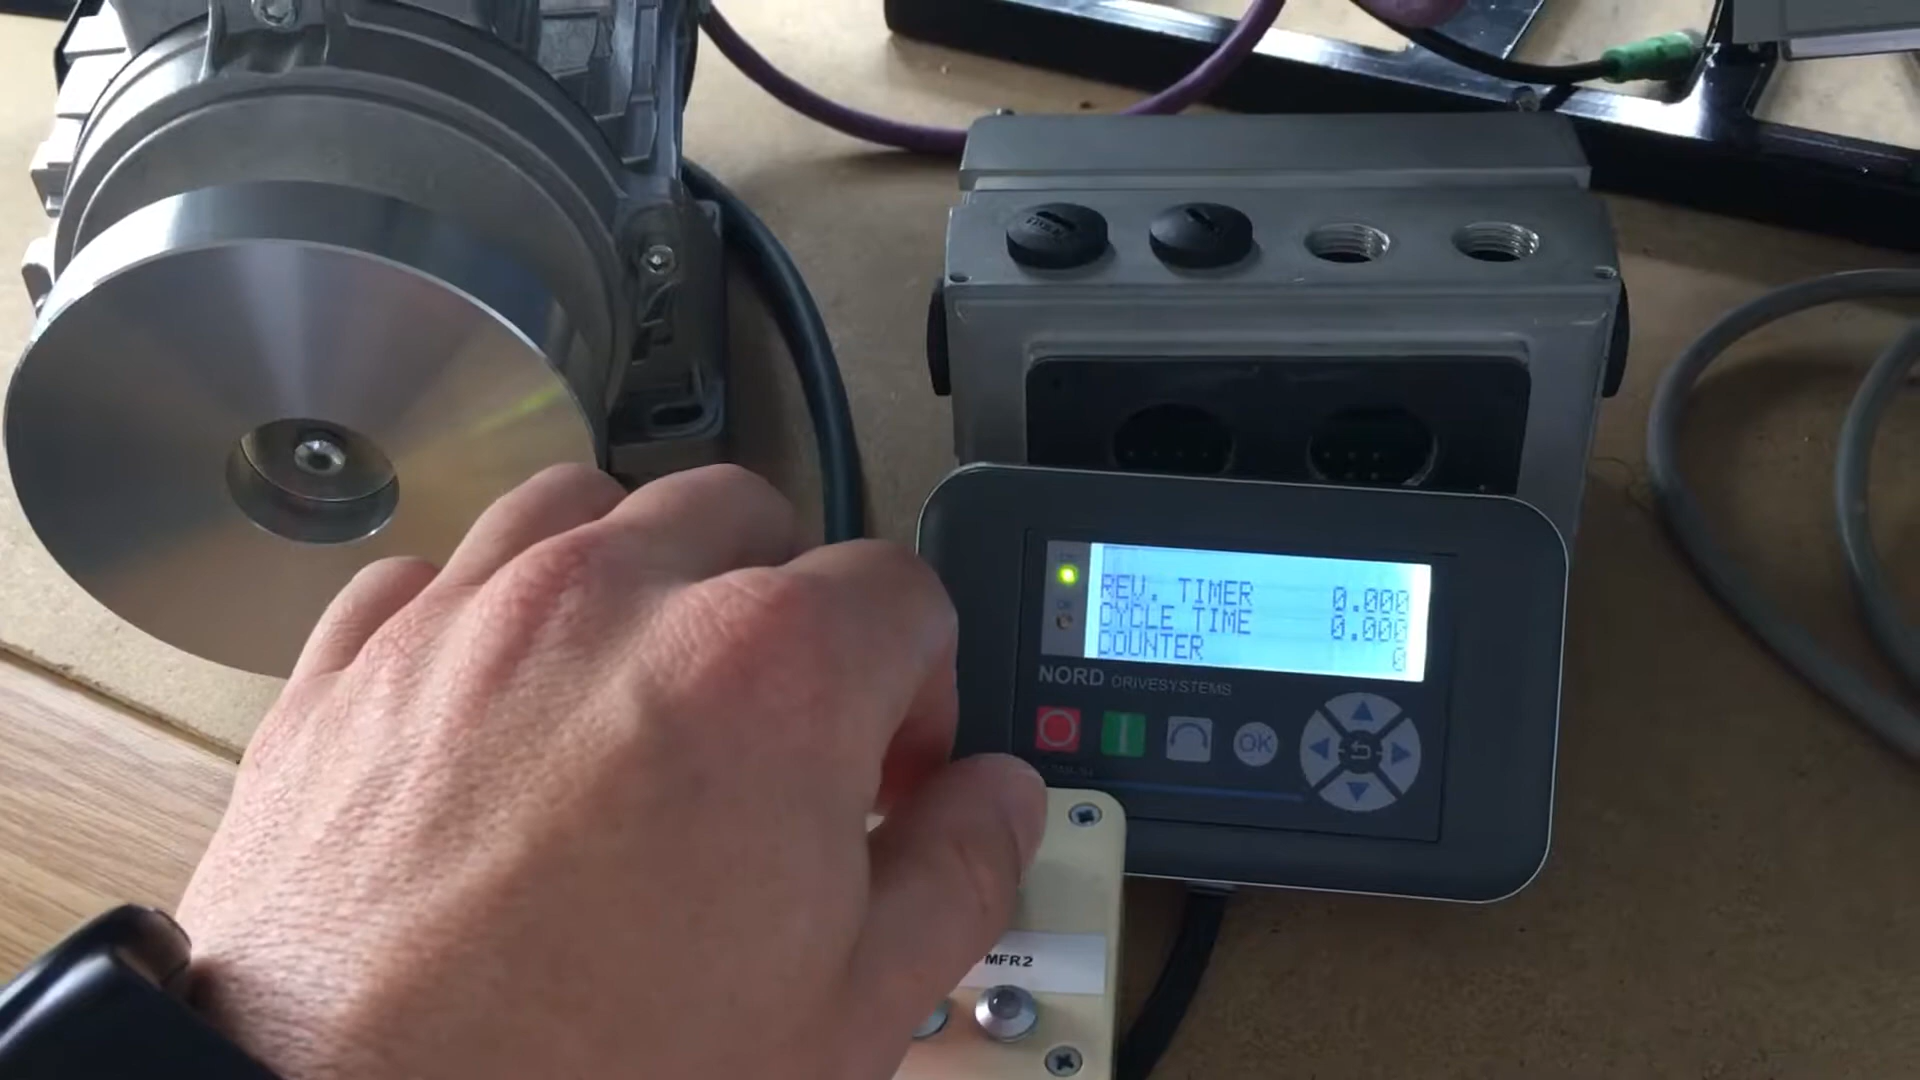 REV. TIMER 0.000
CYCLE TIME 0.000
COUNTER 0
NORD DRIVESYSTEMS
OK
MFR2